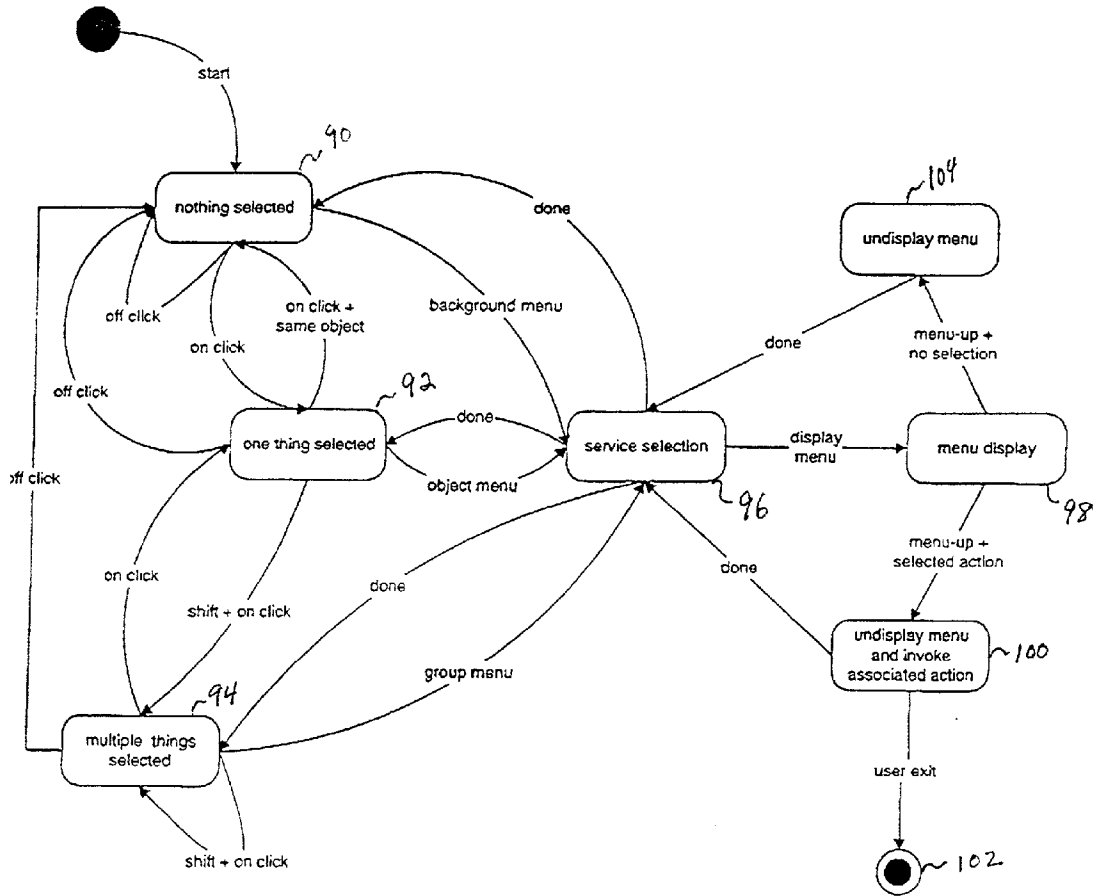 start
90
nothing selected
done
104
undisplay menu
off click
on click +
same object
background menu
on click
menu-up +
no selection
done
off click
92
one thing selected
done
service selection
display
menu
menu display
off click
object menu
96
98
on click
menu-up +
selected action
done
done
shift + on click
undisplay menu
and invoke
associated action
100
group menu
94
multiple things
selected
user exit
shift + on click
102